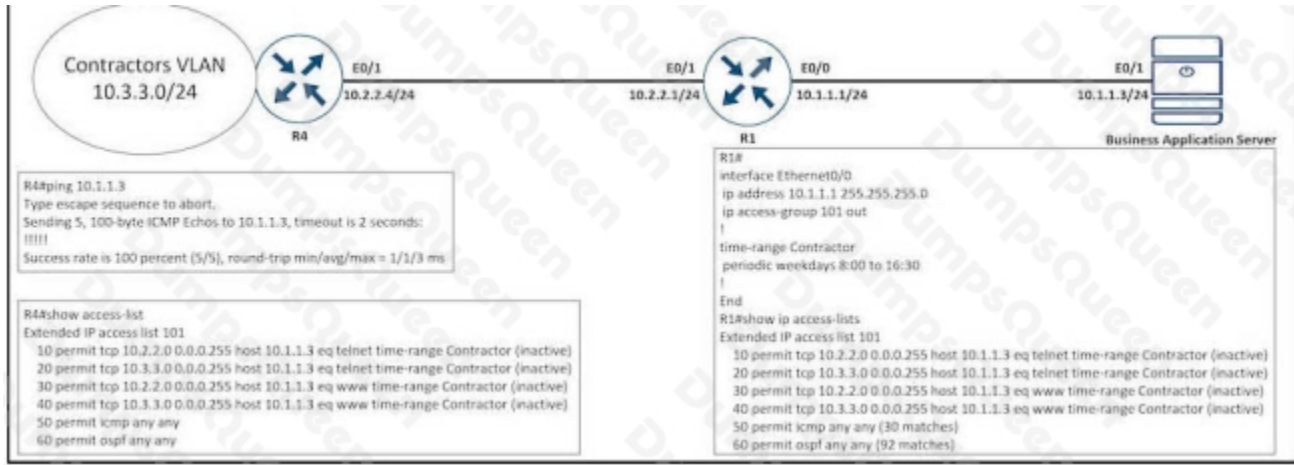 Contractors VLAN
10.3.3.0/24
E0/1
10.2.2.4/24
R4
E0/1
10.2.2.1/24
R1
E0/0
10.1.1.1/24
E0/1
10.1.1.3/24
Business Application Server
R4#ping 10.1.1.3
Type escape sequence to abort.
Sending 5, 100-byte ICMP Echos to 10.1.1.3, timeout is 2 seconds:
!!!!!
Success rate is 100 percent (5/5), round-trip min/avg/max = 1/1/3 ms
R4#show access-list
Extended IP access list 101
10 permit tcp 10.2.2.0 0.0.0.255 host 10.1.1.3 eq telnet time-range Contractor (inactive)
20 permit tcp 10.3.3.0 0.0.0.255 host 10.1.1.3 eq telnet time-range Contractor (inactive)
30 permit tcp 10.2.2.0 0.0.0.255 host 10.1.1.3 eq www time-range Contractor (inactive)
40 permit tcp 10.3.3.0 0.0.0.255 host 10.1.1.3 eq www time-range Contractor (inactive)
50 permit icmp any any
60 permit ospf any any
R1#
interface Ethernet0/0
ip address 10.1.1.1 255.255.255.0
ip access-group 101 out
!
time-range Contractor
periodic weekdays 8:00 to 16:30
!
End
R1#show ip access-lists
Extended IP access list 101
10 permit tcp 10.2.2.0 0.0.0.255 host 10.1.1.3 eq telnet time-range Contractor (inactive)
20 permit tcp 10.3.3.0 0.0.0.255 host 10.1.1.3 eq telnet time-range Contractor (inactive)
30 permit tcp 10.2.2.0 0.0.0.255 host 10.1.1.3 eq www time-range Contractor (inactive)
40 permit tcp 10.3.3.0 0.0.0.255 host 10.1.1.3 eq www time-range Contractor (inactive)
50 permit icmp any any (30 matches)
60 permit ospf any any (92 matches)
DumpsQueen